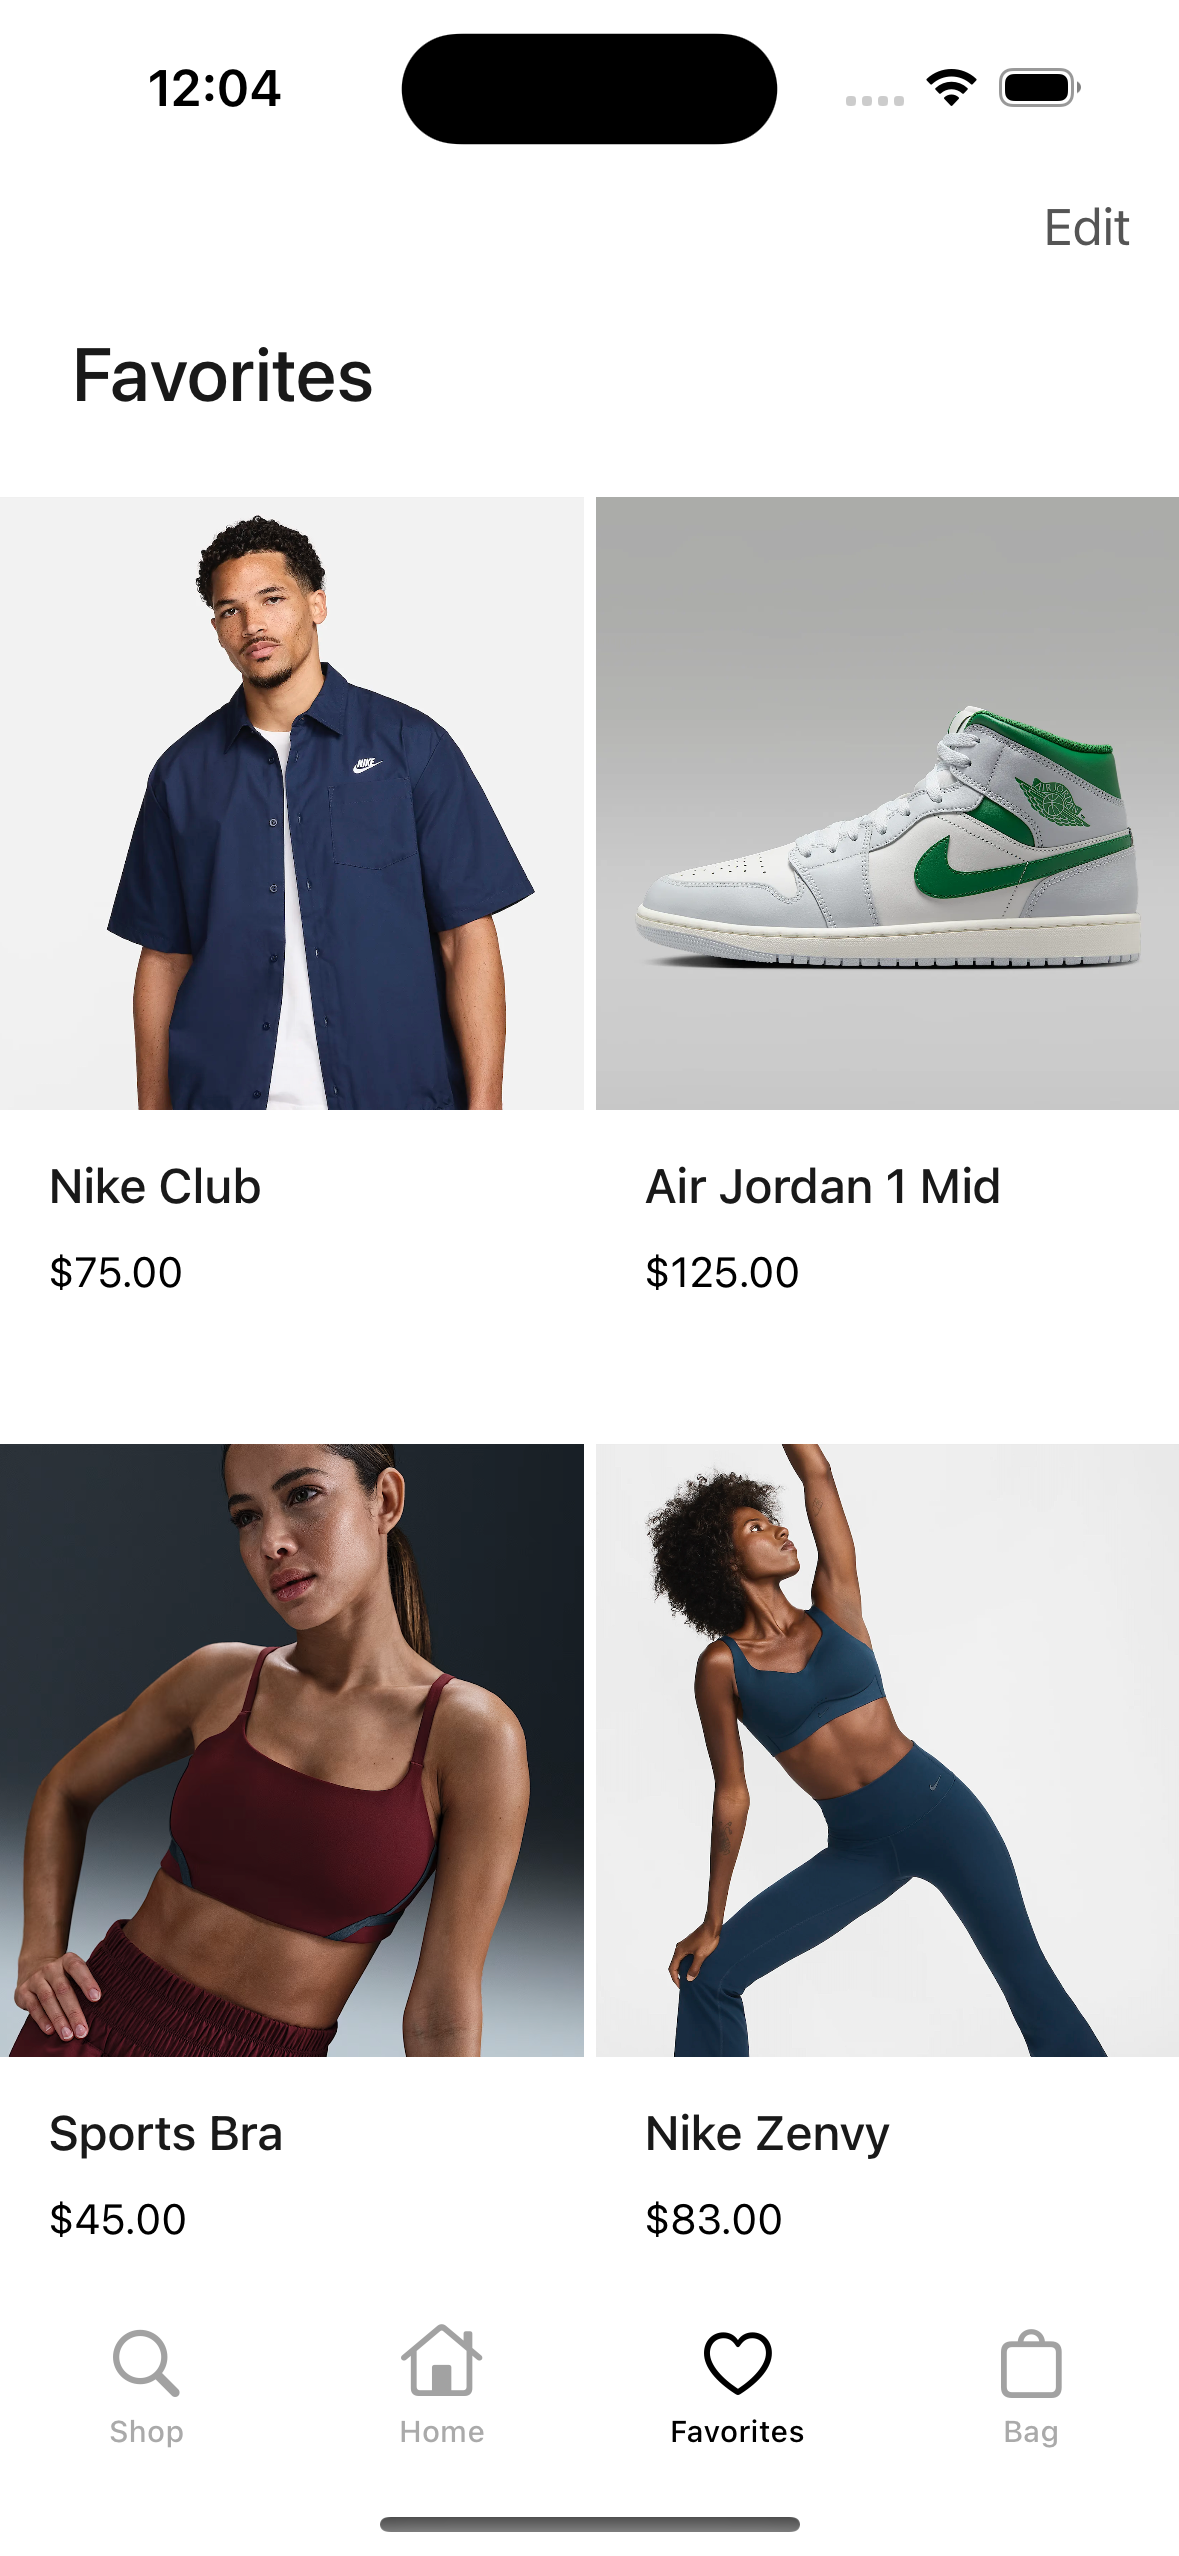 12:04
Edit
Favorites
NIKE
Nike Club
Air Jordan 1 Mid
$75.00
$125.00
Sports Bra
Nike Zenvy
$45.00
$83.00
Shop
Home
Favorites
Bag